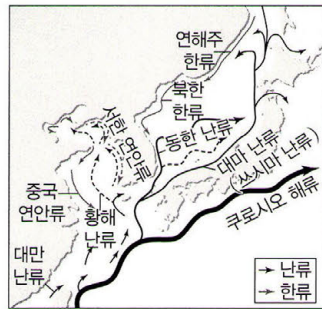 연해주
한류
북한
한류
동한 난류
서한 연안류
대마 난류
(쓰시마 난류)
중국
연안류
황해
난류
쿠로시오 해류
대만
난류
난류
한류